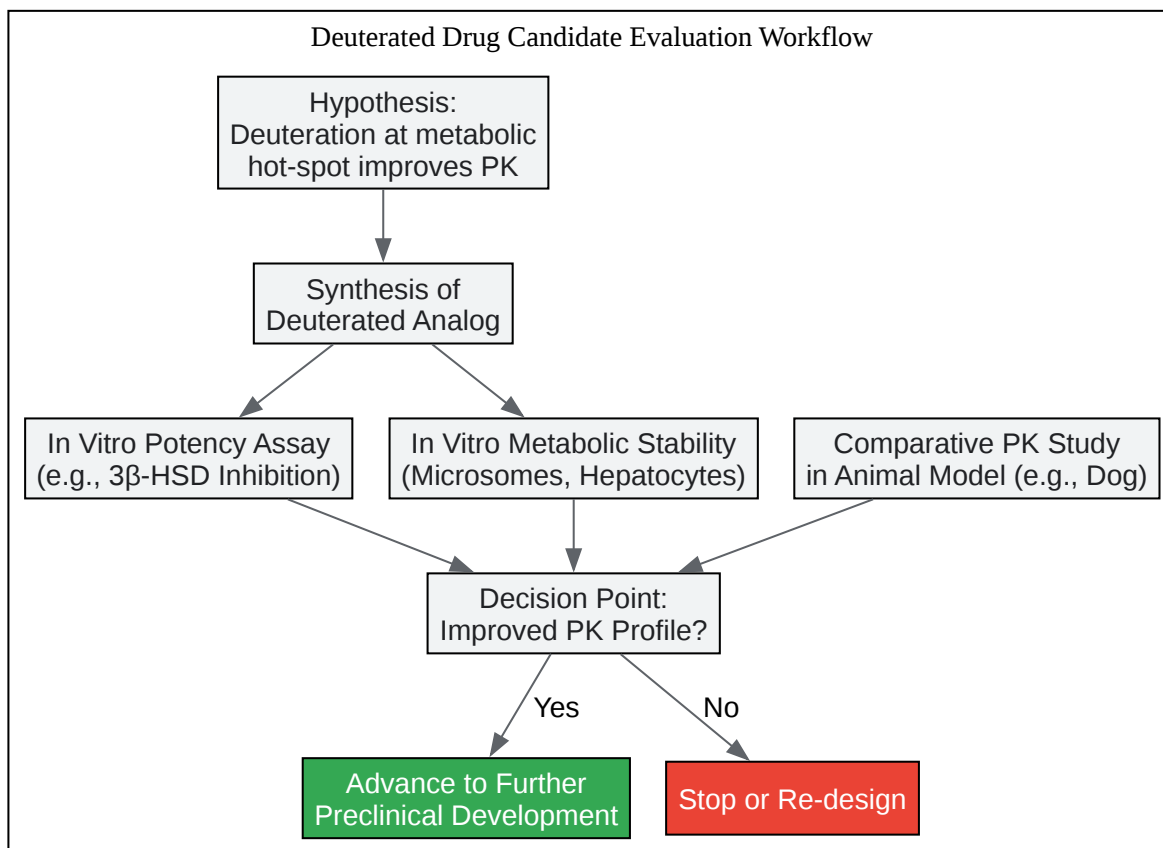 Deuterated Drug Candidate Evaluation Workflow
Hypothesis:
Deuteration at metabolic
hot-spot improves PK
Synthesis of
Deuterated Analog
In Vitro Potency Assay
(e.g., 3β-HSD Inhibition)
In Vitro Metabolic Stability
(Microsomes, Hepatocytes)
Comparative PK Study
in Animal Model (e.g., Dog)
Decision Point:
Improved PK Profile?
Yes
No
Advance to Further
Preclinical Development
Stop or Re-design